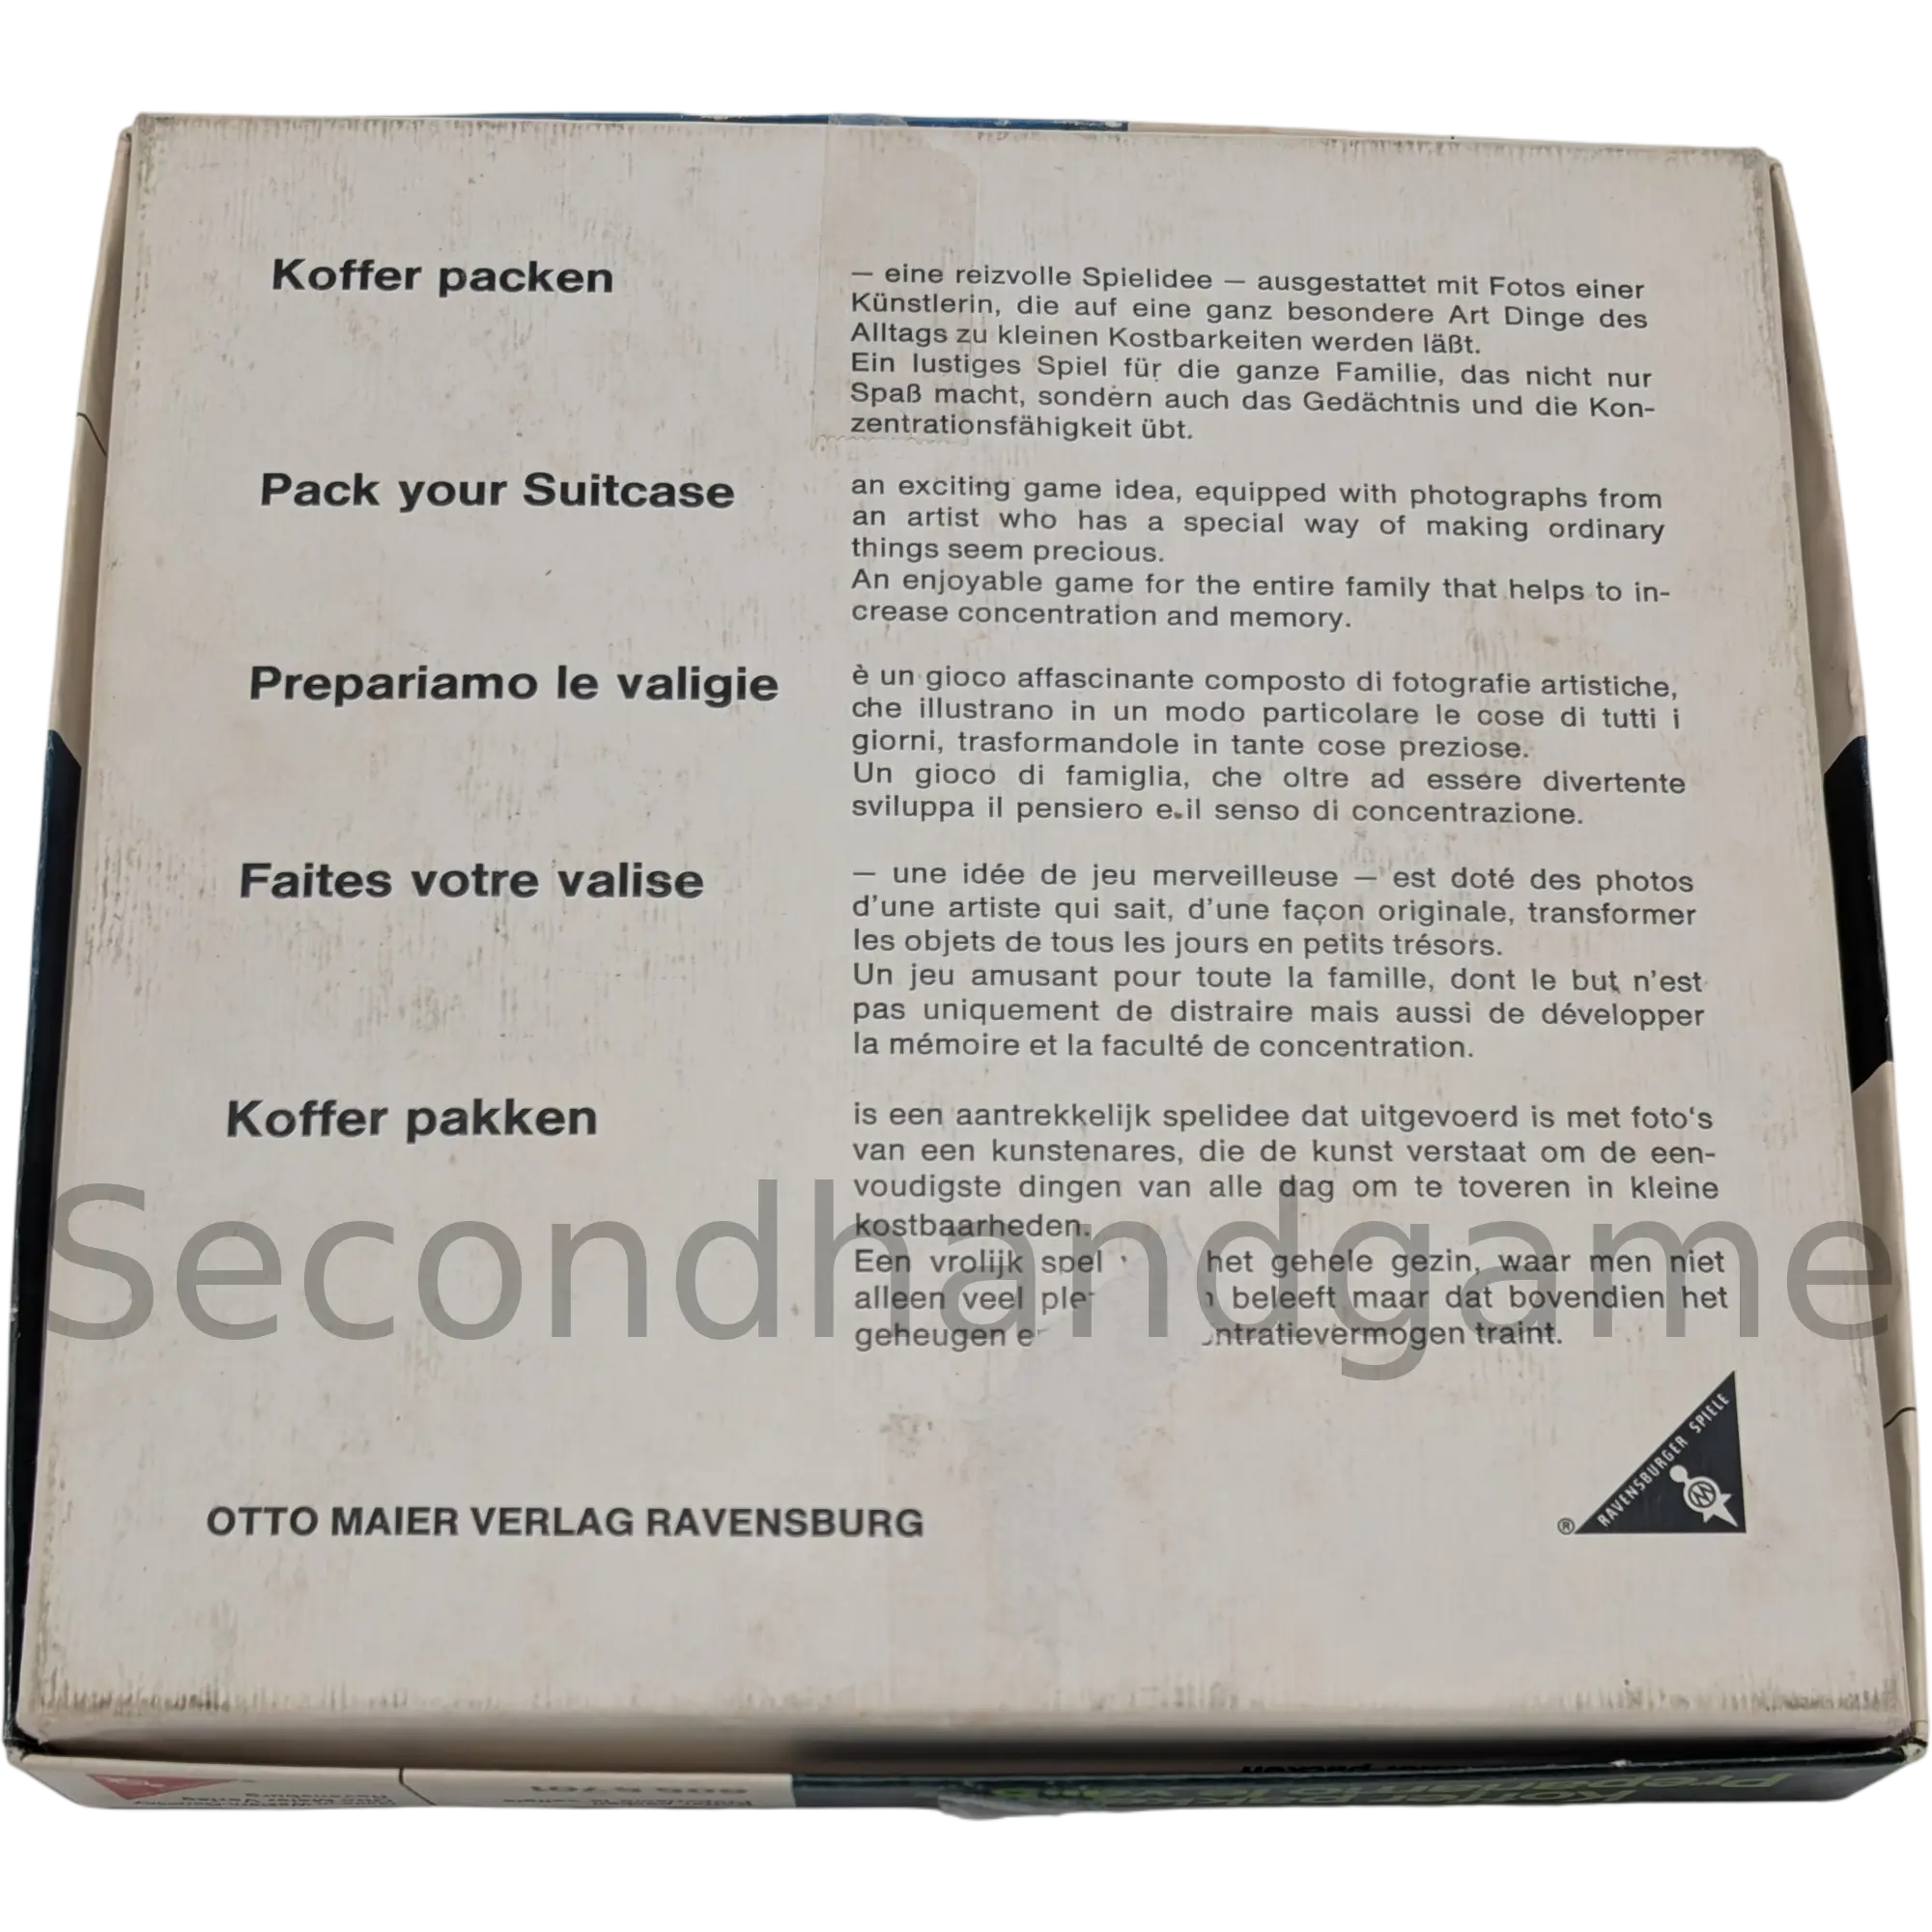 Koffer packen
— eine reizvolle Spielidee — ausgestattet mit Fotos einer
Künstlerin, die auf eine ganz besondere Art Dinge des
Alltags zu kleinen Kostbarkeiten werden läßt.
Ein lustiges Spiel für die ganze Familie, das nicht nur
Spaß macht, sondern auch das Gedächtnis und die Kon-
zentrationsfähigkeit übt.
Pack your Suitcase
an exciting game idea, equipped with photographs from
an artist who has a special way of making ordinary
things seem precious.
An enjoyable game for the entire family that helps to in-
crease concentration and memory.
Prepariamo le valigie
è un gioco affascinante composto di fotografie artistiche,
che illustrano in un modo particolare le cose di tutti i
giorni, trasformandole in tante cose preziose.
Un gioco di famiglia, che oltre ad essere divertente
sviluppa il pensiero e il senso di concentrazione.
Faites votre valise
— une idée de jeu merveilleuse — est doté des photos
d'une artiste qui sait, d'une façon originale, transformer
les objets de tous les jours en petits trésors.
Un jeu amusant pour toute la famille, dont le but n'est
pas uniquement de distraire mais aussi de développer
la mémoire et la faculté de concentration.
Koffer pakken
is een aantrekkelijk spelidee dat uitgevoerd is met foto's
van een kunstenares, die de kunst verstaat om de een-
voudigste dingen van alle dag om te toveren in kleine
kostbaarheden.
Een vrolijk spel het gehele gezin, waar men niet
alleen veel beleeft maar dat bovendien het
geheugen traint.
Secondhandgame
OTTO MAIER VERLAG RAVENSBURG
RAVENSBURGER SPIELE
®